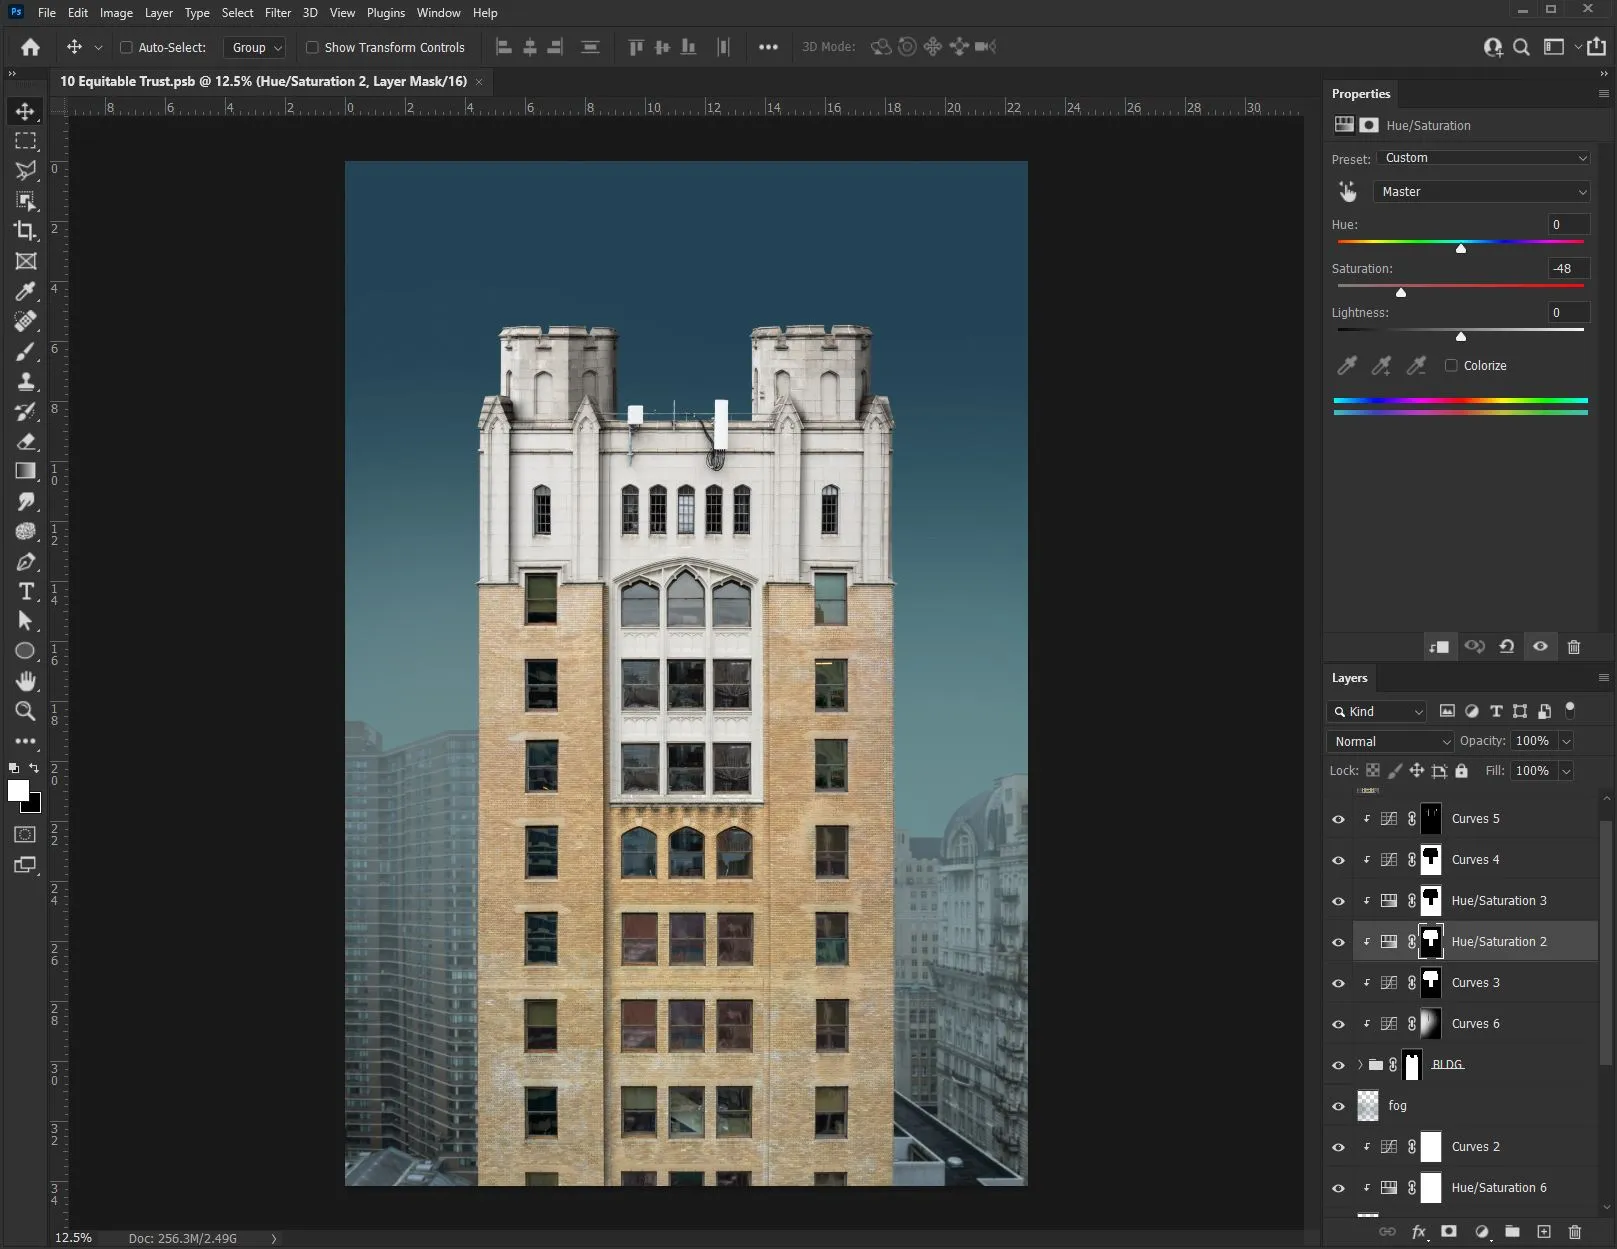 Ps File Edit Image Layer Type Select Filter 3D View Plugins Window Help
Auto-Select: Group Show Transform Controls 3D Mode:
10 Equitable Trust.psb @ 12.5% (Hue/Saturation 2, Layer Mask/16) ×
8 6 4 2 0 2 4 6 8 10 12 14 16 18 20 22 24 26 28 30
0
2
4
6
8
10
12
14
16
18
20
22
24
26
28
30
32
34
Properties
Hue/Saturation
Preset: Custom
Master
Hue: 0
Saturation: -48
Lightness: 0
Colorize
Layers
Kind
Normal Opacity: 100%
Lock: Fill: 100%
Curves 5
Curves 4
Hue/Saturation 3
Hue/Saturation 2
Curves 3
Curves 6
BLDG
fog
Curves 2
Hue/Saturation 6
fx
12.5% Doc: 256.3M/2.49G